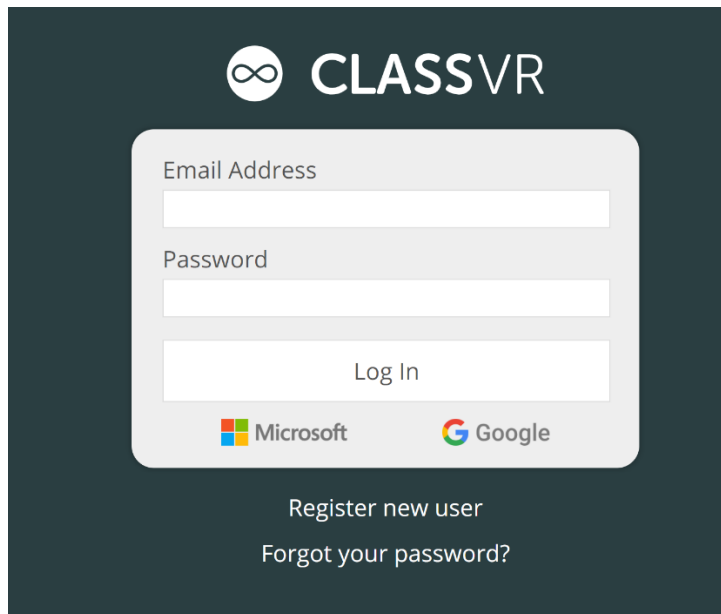 CLASSVR
Email Address
Password
Log In
Microsoft Google
Register new user
Forgot your password?